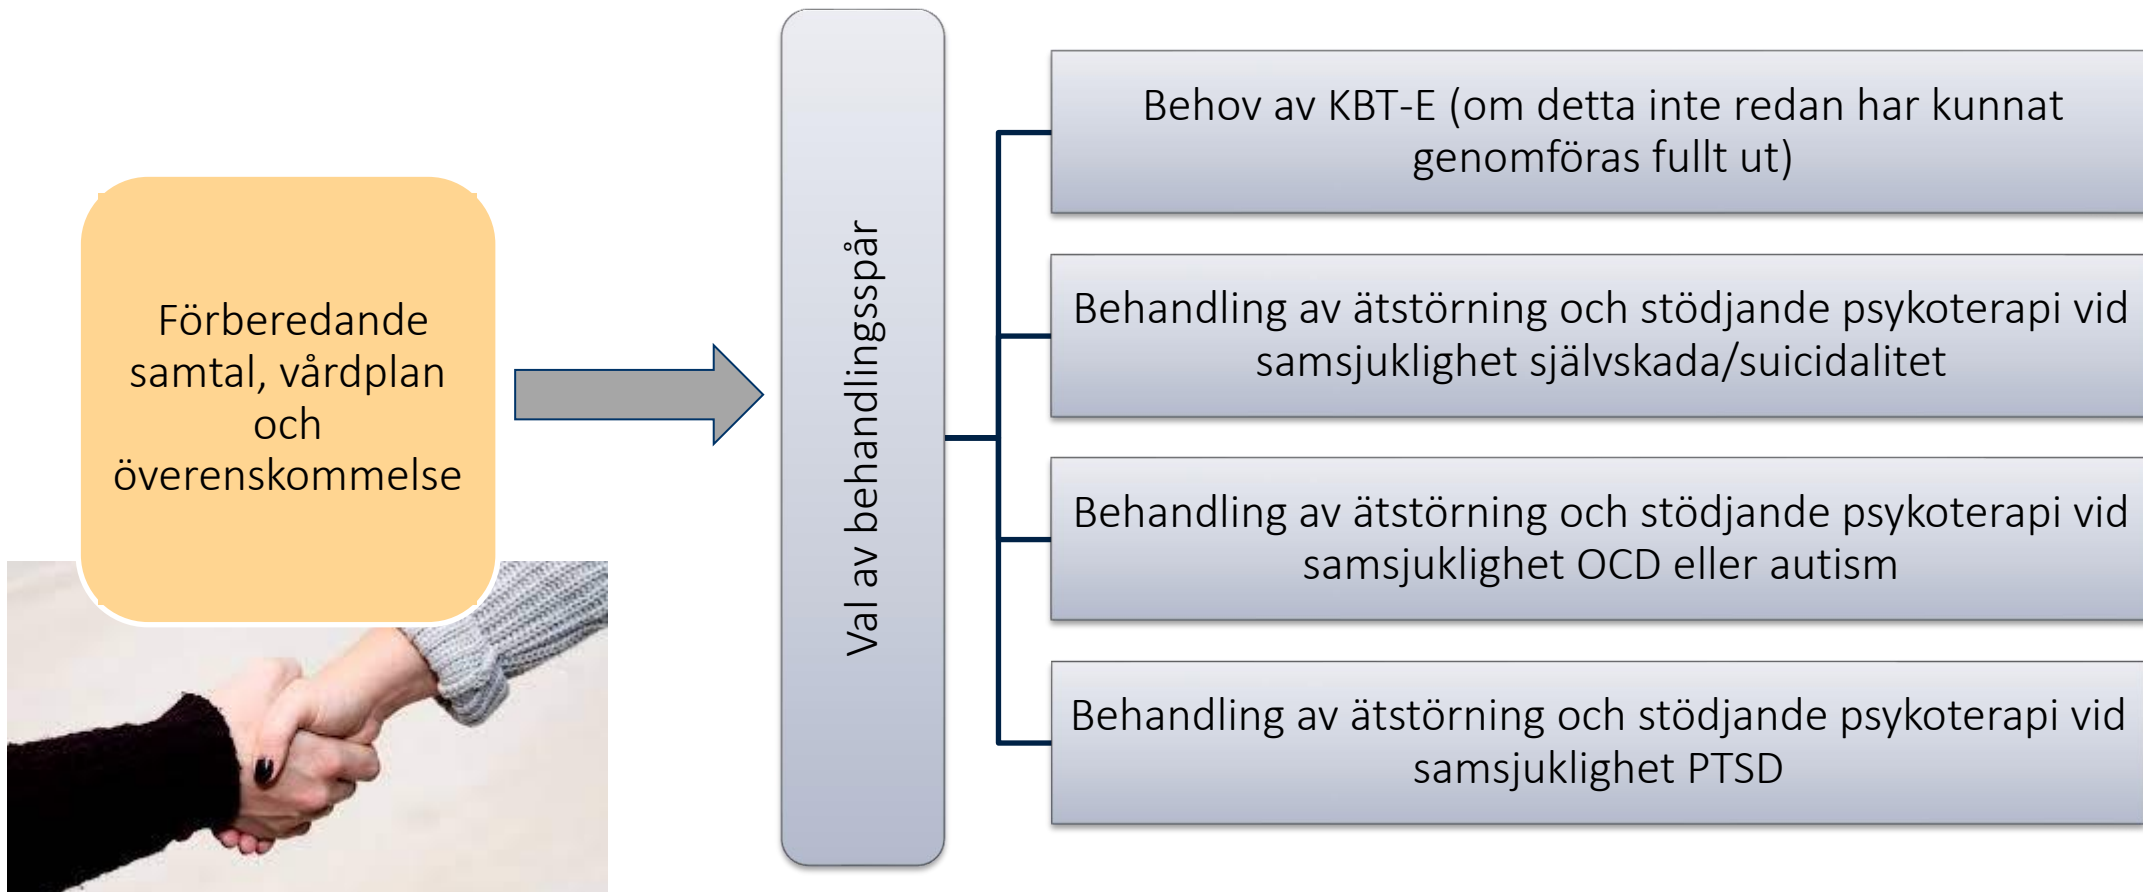 Förberedande
samtal, vårdplan
och
överenskommelse
Val av behandlingsspår
Behov av KBT-E (om detta inte redan har kunnat
genomföras fullt ut)
Behandling av ätstörning och stödjande psykoterapi vid
samsjuklighet självskada/suicidalitet
Behandling av ätstörning och stödjande psykoterapi vid
samsjuklighet OCD eller autism
Behandling av ätstörning och stödjande psykoterapi vid
samsjuklighet PTSD